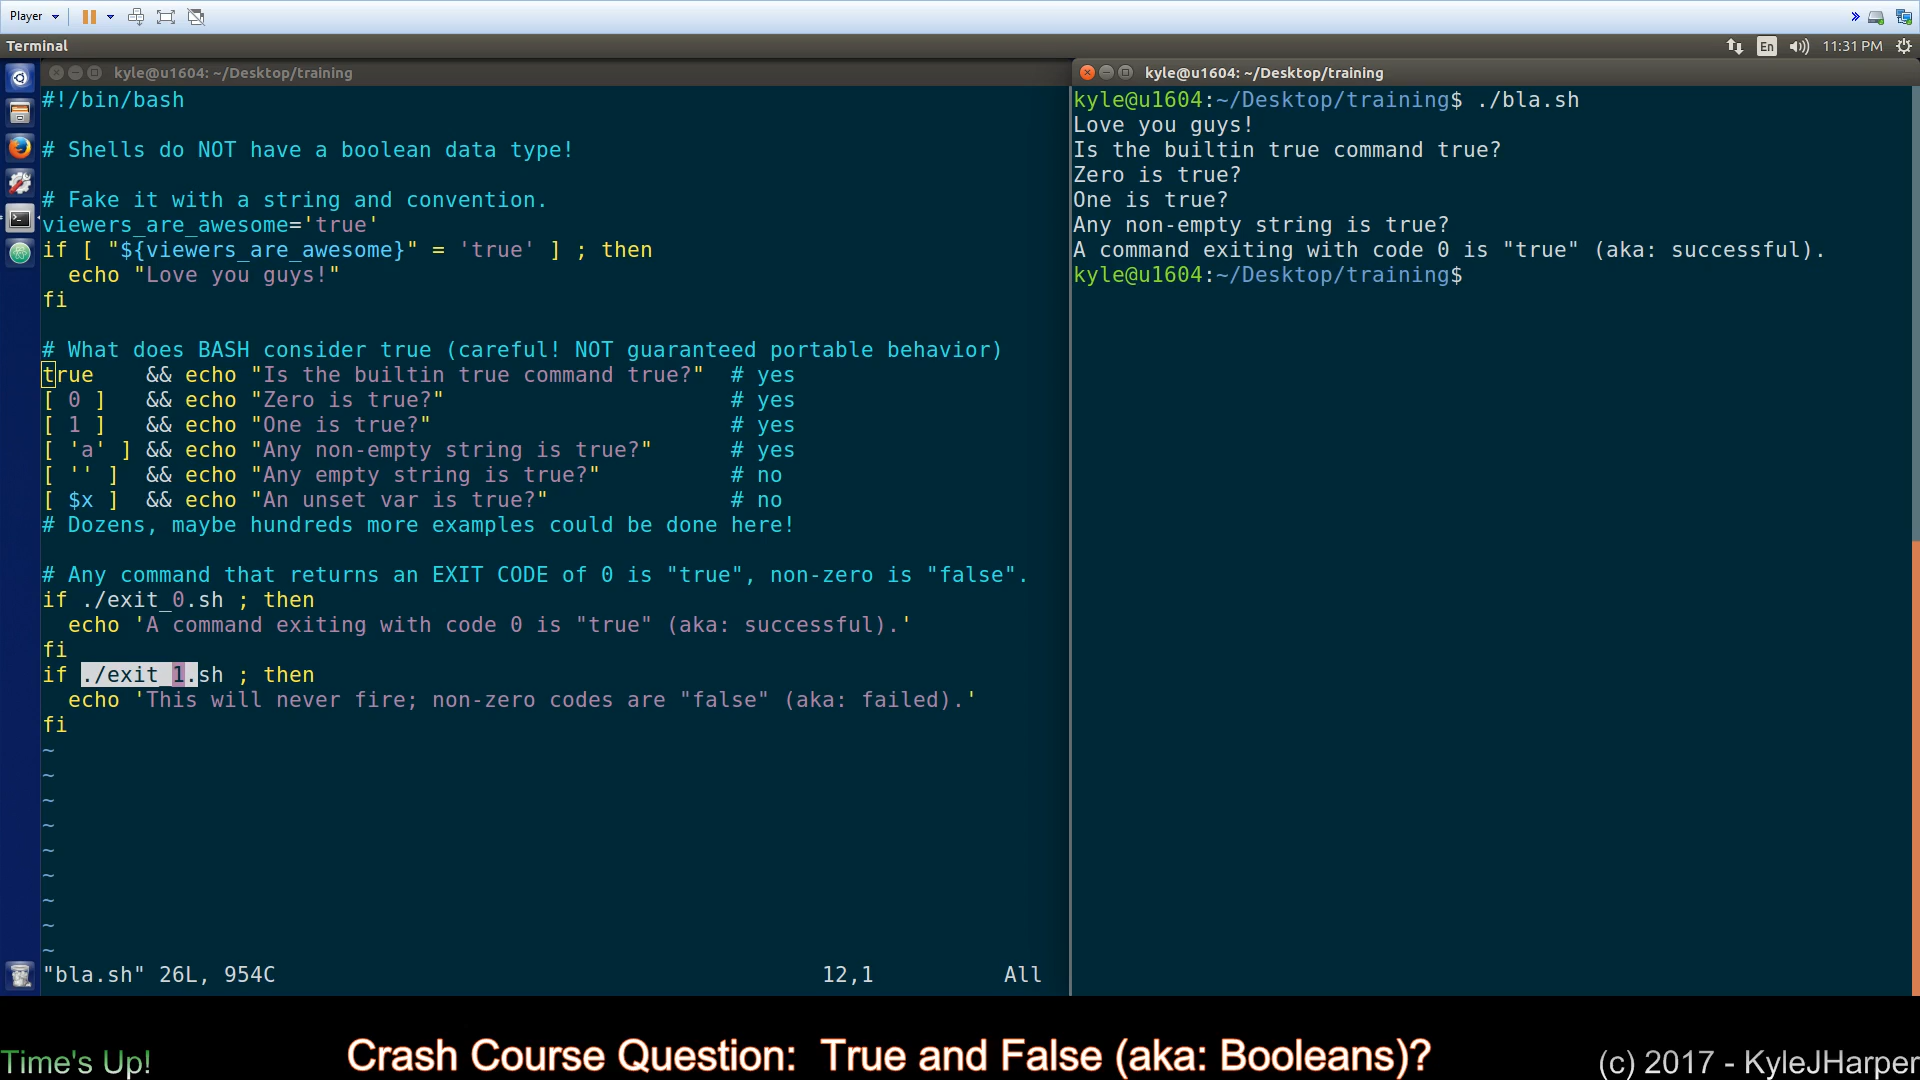 Player
Terminal
En
11:31 PM
kyle@u1604: ~/Desktop/training
#!/bin/bash
# Shells do NOT have a boolean data type!
# Fake it with a string and convention.
viewers_are_awesome='true'
if [ "${viewers_are_awesome}" = 'true' ] ; then
  echo "Love you guys!"
fi
# What does BASH consider true (careful! NOT guaranteed portable behavior)
true    && echo "Is the builtin true command true?"  # yes
[ 0 ]   && echo "Zero is true?"                      # yes
[ 1 ]   && echo "One is true?"                       # yes
[ 'a' ] && echo "Any non-empty string is true?"      # yes
[ '' ]  && echo "Any empty string is true?"          # no
[ $x ]  && echo "An unset var is true?"              # no
# Dozens, maybe hundreds more examples could be done here!
# Any command that returns an EXIT CODE of 0 is "true", non-zero is "false".
if ./exit_0.sh ; then
  echo 'A command exiting with code 0 is "true" (aka: successful).'
fi
if ./exit_1.sh ; then
  echo 'This will never fire; non-zero codes are "false" (aka: failed).'
fi
~
~
~
~
~
~
~
~
~
"bla.sh" 26L, 954C 12,1 All
kyle@u1604: ~/Desktop/training
kyle@u1604:~/Desktop/training$ ./bla.sh
Love you guys!
Is the builtin true command true?
Zero is true?
One is true?
Any non-empty string is true?
A command exiting with code 0 is "true" (aka: successful).
kyle@u1604:~/Desktop/training$
Time's Up!
Crash Course Question:  True and False (aka: Booleans)?
(c) 2017 - KyleJHarper